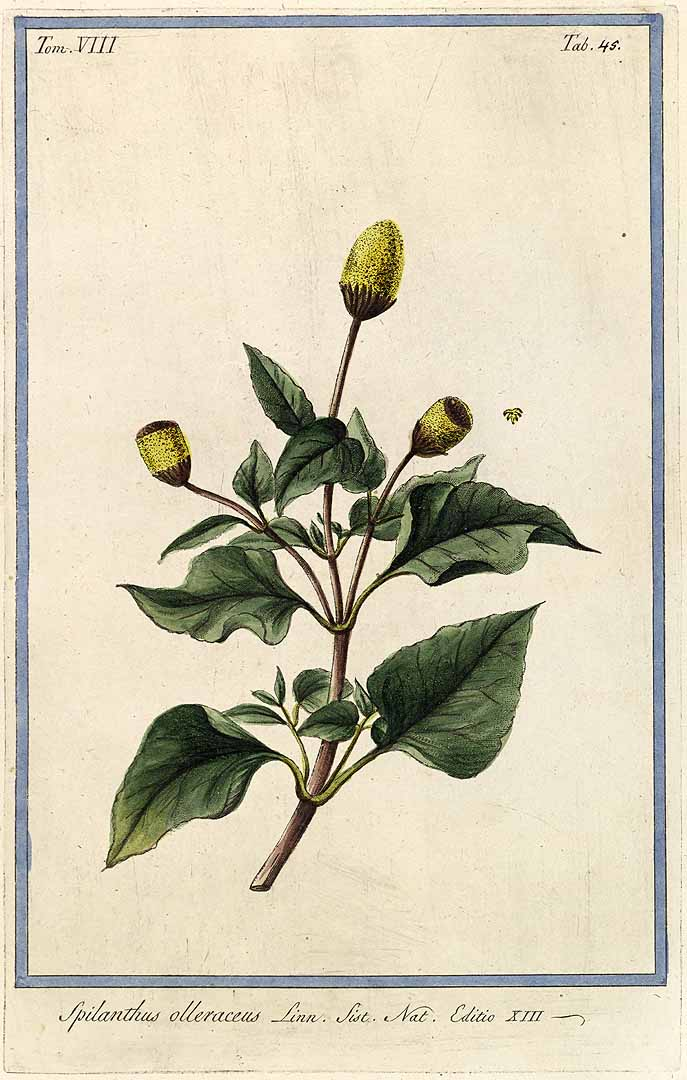 Tom. VIII
Tab. 45.
Spilanthus olleraceus Linn. Sist. Nat. Editio XIII